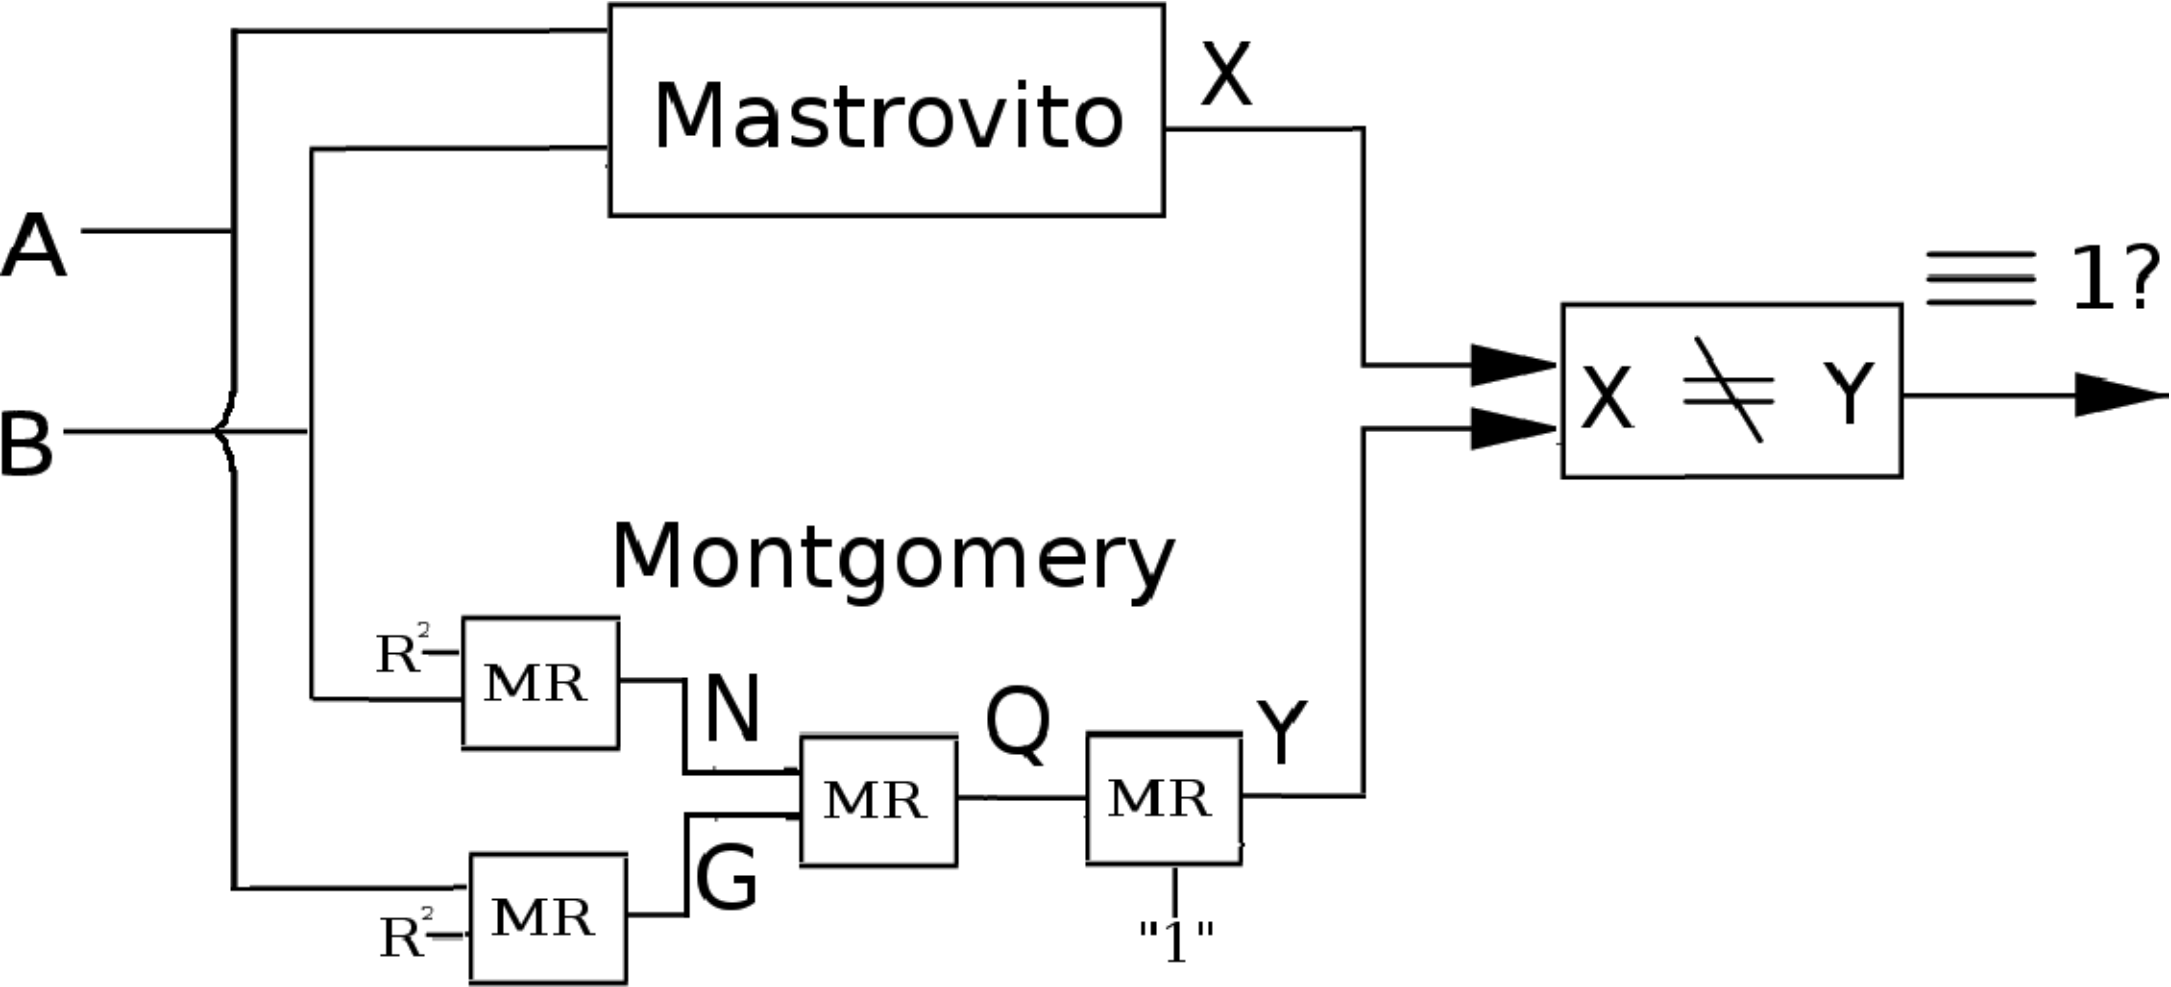 X
Mastrovito
A
≡ 1?
X ≠ Y
B
Montgomery
R²
MR
N
Q
Y
MR
MR
G
MR
R²
"1"